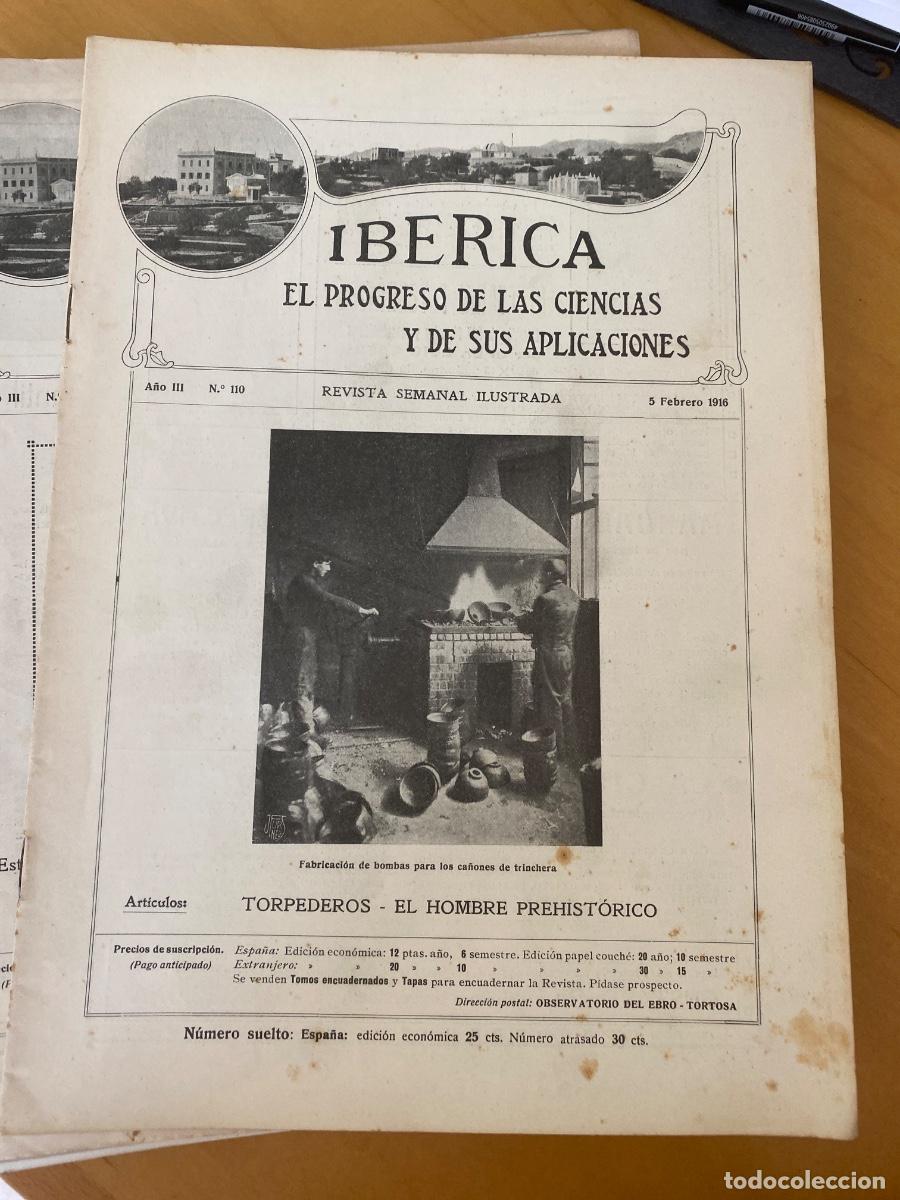 IBERICA
EL PROGRESO DE LAS CIENCIAS
Y DE SUS APLICACIONES
Año III N.º 110 REVISTA SEMANAL ILUSTRADA 5 Febrero 1916
Fabricación de bombas para los cañones de trinchera
Artículos: TORPEDEROS - EL HOMBRE PREHISTÓRICO
Precios de suscripción. España: Edición económica: 12 ptas. año, 6 semestre. Edición papel couché: 20 año; 10 semestre
(Pago anticipado) Extranjero: » » 20 » » 10 » » » » 30 » 15 »
Se venden Tomos encuadernados y Tapas para encuadernar la Revista. Pídase prospecto.
Dirección postal: OBSERVATORIO DEL EBRO - TORTOSA
Número suelto: España: edición económica 25 cts. Número atrasado 30 cts.
III N.º
Est
todocoleccion